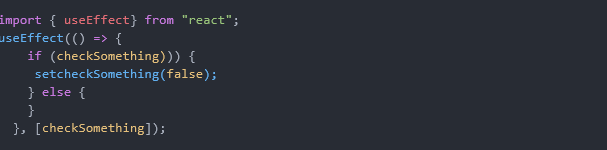 import { useEffect} from "react";
useEffect(() => {
    if (checkSomething))) {
     setcheckSomething(false);
    } else {
    }
  }, [checkSomething]);